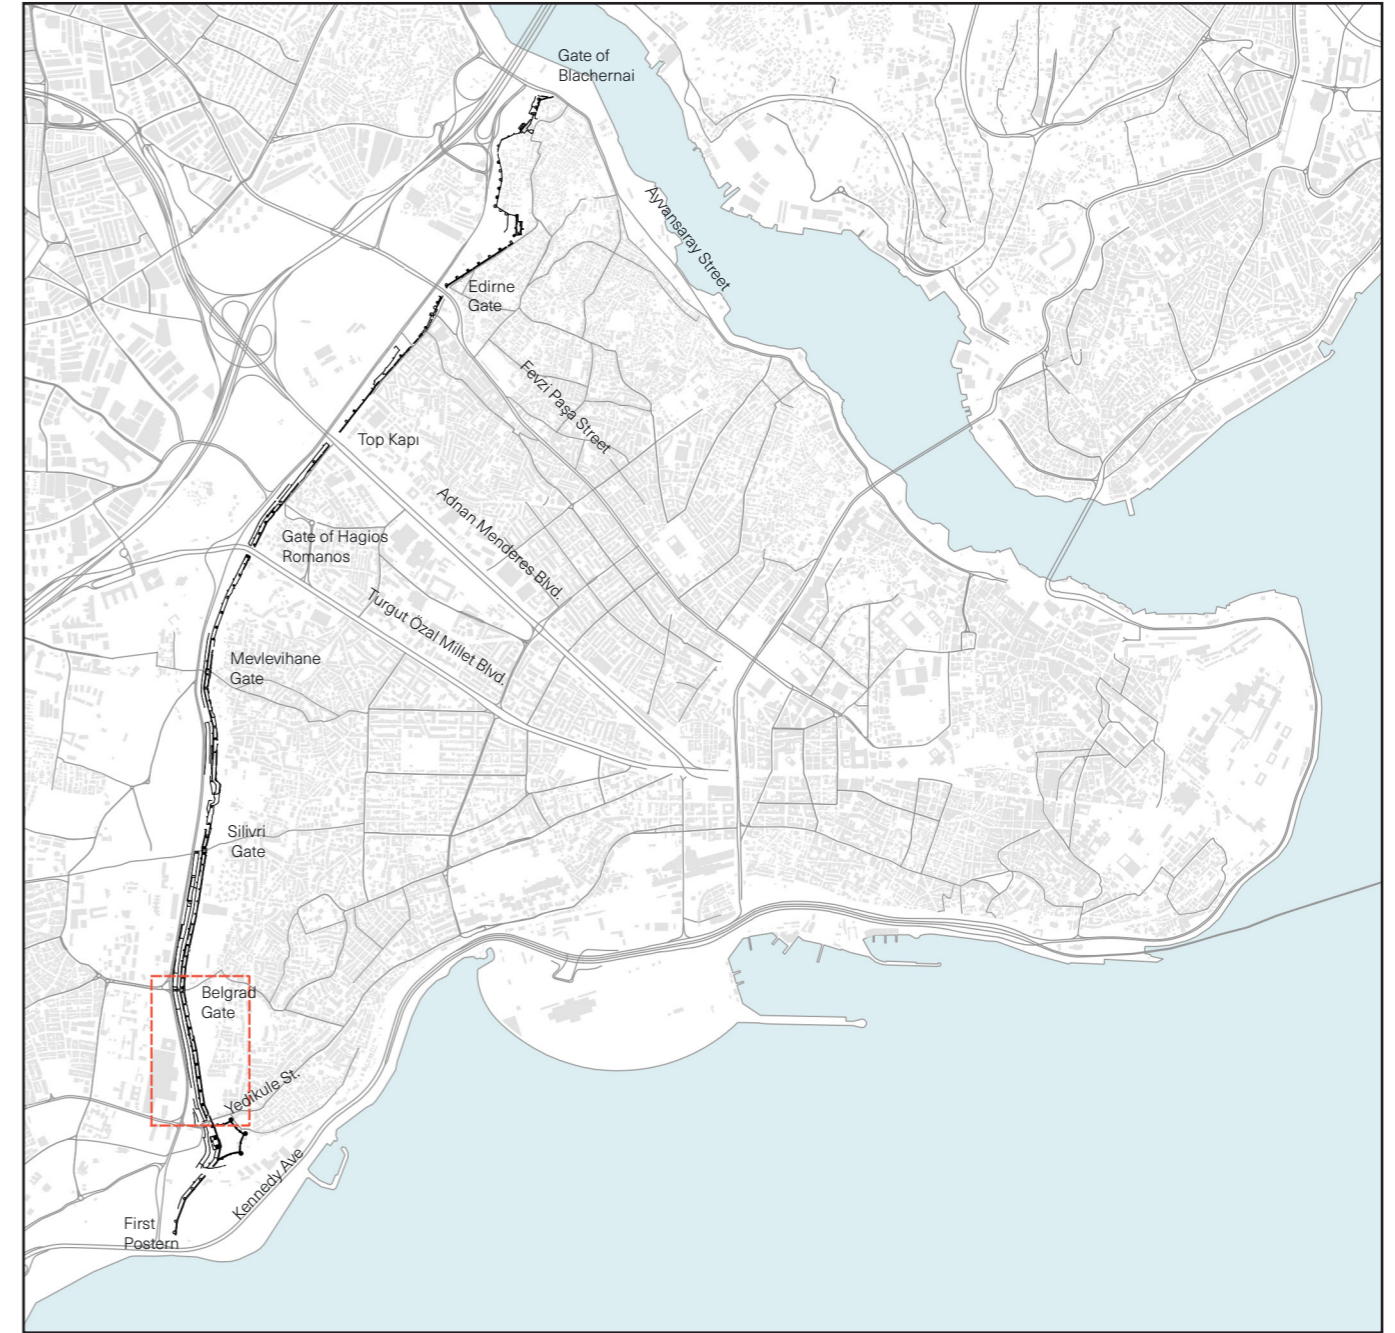 Gate of
Blachernai
Ayvansaray Street
Edirne
Gate
Fevzi Paşa Street
Top Kapı
Adnan Menderes Blvd.
Gate of Hagios
Romanos
Turgut Özal Millet Blvd.
Mevlevihane
Gate
Silivri
Gate
Belgrad
Gate
Yedikule St.
Kennedy Ave
First
Postern